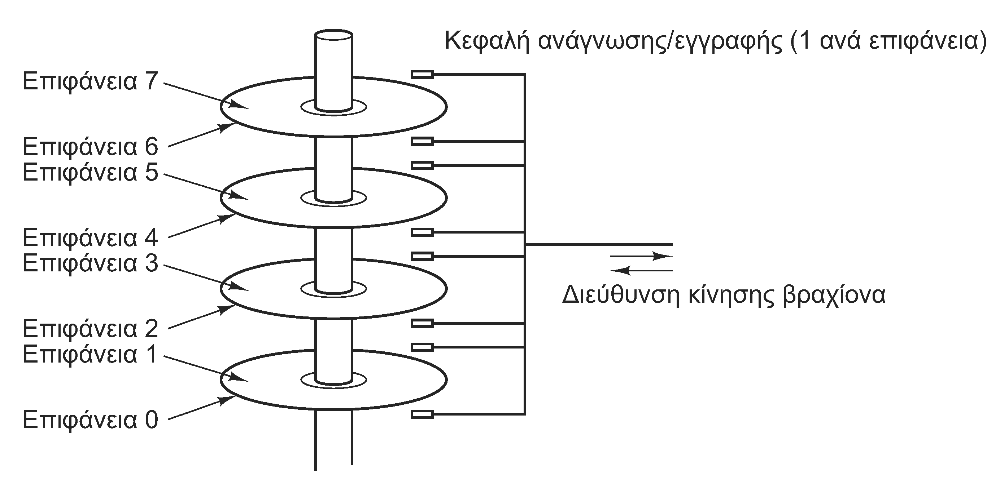 Κεφαλή ανάγνωσης/εγγραφής (1 ανά επιφάνεια)
Επιφάνεια 7
Επιφάνεια 6
Επιφάνεια 5
Επιφάνεια 4
Επιφάνεια 3
Διεύθυνση κίνησης βραχίονα
Επιφάνεια 2
Επιφάνεια 1
Επιφάνεια 0